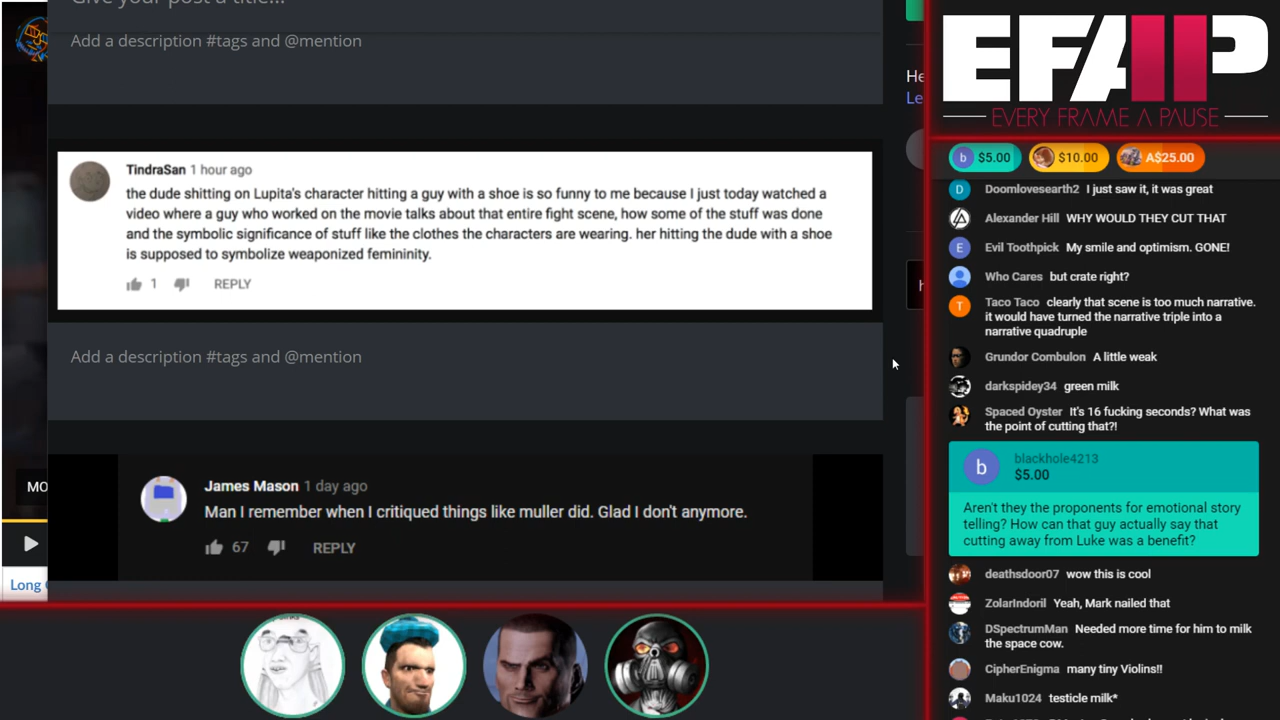 Give your post a title...
Add a description #tags and @mention
TindraSan 1 hour ago
the dude shitting on Lupita's character hitting a guy with a shoe is so funny to me because I just today watched a
video where a guy who worked on the movie talks about that entire fight scene, how some of the stuff was done
and the symbolic significance of stuff like the clothes the characters are wearing. her hitting the dude with a shoe
is supposed to symbolize weaponized femininity.
1 REPLY
Add a description #tags and @mention
James Mason 1 day ago
Man I remember when I critiqued things like muller did. Glad I don't anymore.
67 REPLY
He
Le
MO
Long
EFAP
EVERY FRAME A PAUSE
b $5.00 $10.00 A$25.00
D Doomlovesearth2 I just saw it, it was great
Alexander Hill WHY WOULD THEY CUT THAT
E Evil Toothpick My smile and optimism. GONE!
Who Cares but crate right?
T Taco Taco clearly that scene is too much narrative.
it would have turned the narrative triple into a
narrative quadruple
Grundor Combulon A little weak
darkspidey34 green milk
Spaced Oyster It's 16 fucking seconds? What was
the point of cutting that?!
b blackhole4213
$5.00
Aren't they the proponents for emotional story
telling? How can that guy actually say that
cutting away from Luke was a benefit?
deathsdoor07 wow this is cool
ZolarIndoril Yeah, Mark nailed that
DSpectrumMan Needed more time for him to milk
the space cow.
CipherEnigma many tiny Violins!!
Maku1024 testicle milk*